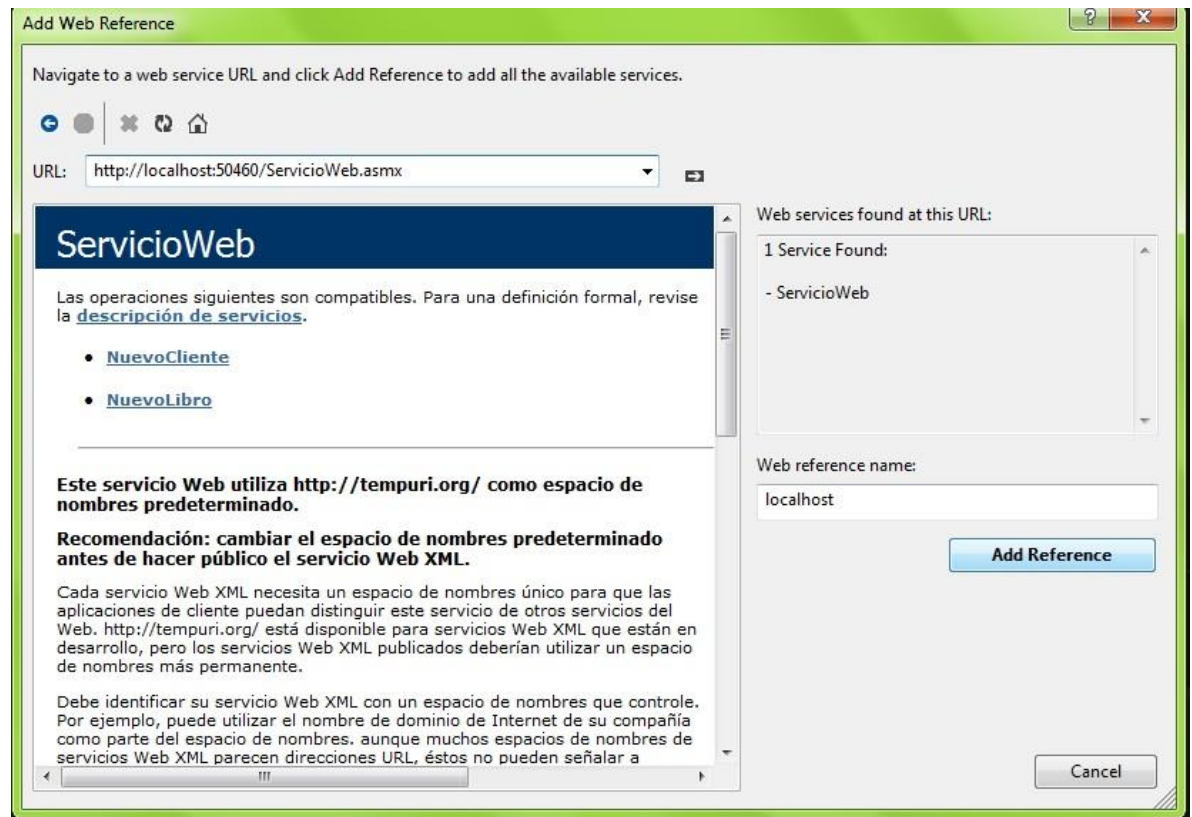 Add Web Reference
Navigate to a web service URL and click Add Reference to add all the available services.
URL:
http://localhost:50460/ServicioWeb.asmx
ServicioWeb
Las operaciones siguientes son compatibles. Para una definición formal, revise
la descripción de servicios.
NuevoCliente
NuevoLibro
Este servicio Web utiliza http://tempuri.org/ como espacio de
nombres predeterminado.
Recomendación: cambiar el espacio de nombres predeterminado
antes de hacer público el servicio Web XML.
Cada servicio Web XML necesita un espacio de nombres único para que las
aplicaciones de cliente puedan distinguir este servicio de otros servicios del
Web. http://tempuri.org/ está disponible para servicios Web XML que están en
desarrollo, pero los servicios Web XML publicados deberían utilizar un espacio
de nombres más permanente.
Debe identificar su servicio Web XML con un espacio de nombres que controle.
Por ejemplo, puede utilizar el nombre de dominio de Internet de su compañía
como parte del espacio de nombres. aunque muchos espacios de nombres de
servicios Web XML parecen direcciones URL, éstos no pueden señalar a
Web services found at this URL:
1 Service Found:
- ServicioWeb
Web reference name:
localhost
Add Reference
Cancel